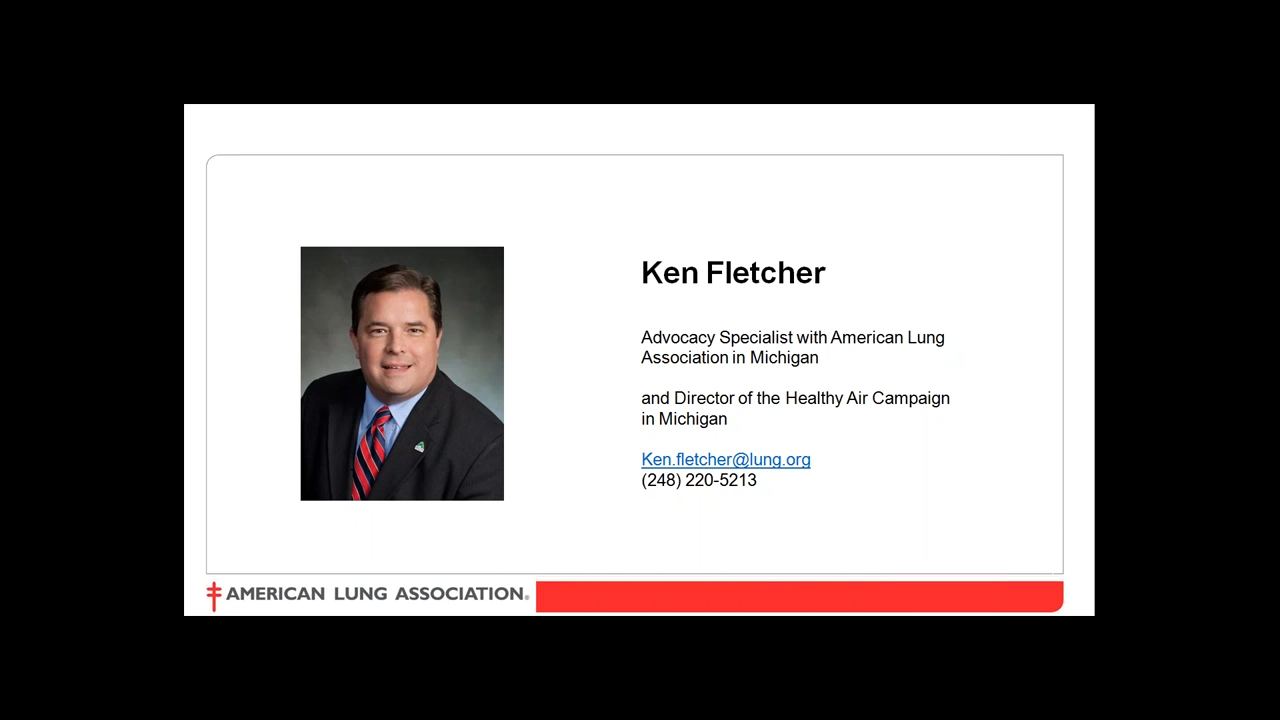 Ken Fletcher
Advocacy Specialist with American Lung
Association in Michigan
and Director of the Healthy Air Campaign
in Michigan
Ken.fletcher@lung.org
(248) 220-5213
AMERICAN LUNG ASSOCIATION®